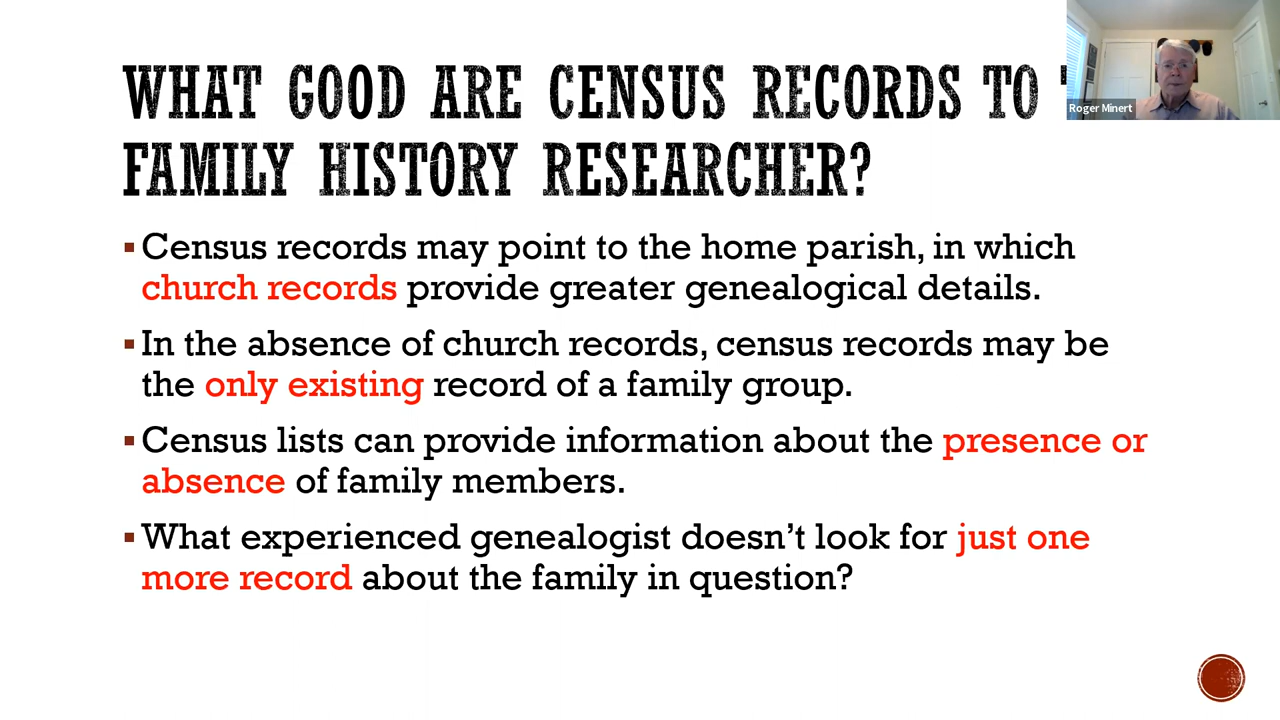 WHAT GOOD ARE CENSUS RECORDS TO
FAMILY HISTORY RESEARCHER?
Roger Minert
▪ Census records may point to the home parish, in which
church records provide greater genealogical details.
▪ In the absence of church records, census records may be
the only existing record of a family group.
▪ Census lists can provide information about the presence or
absence of family members.
▪ What experienced genealogist doesn’t look for just one
more record about the family in question?